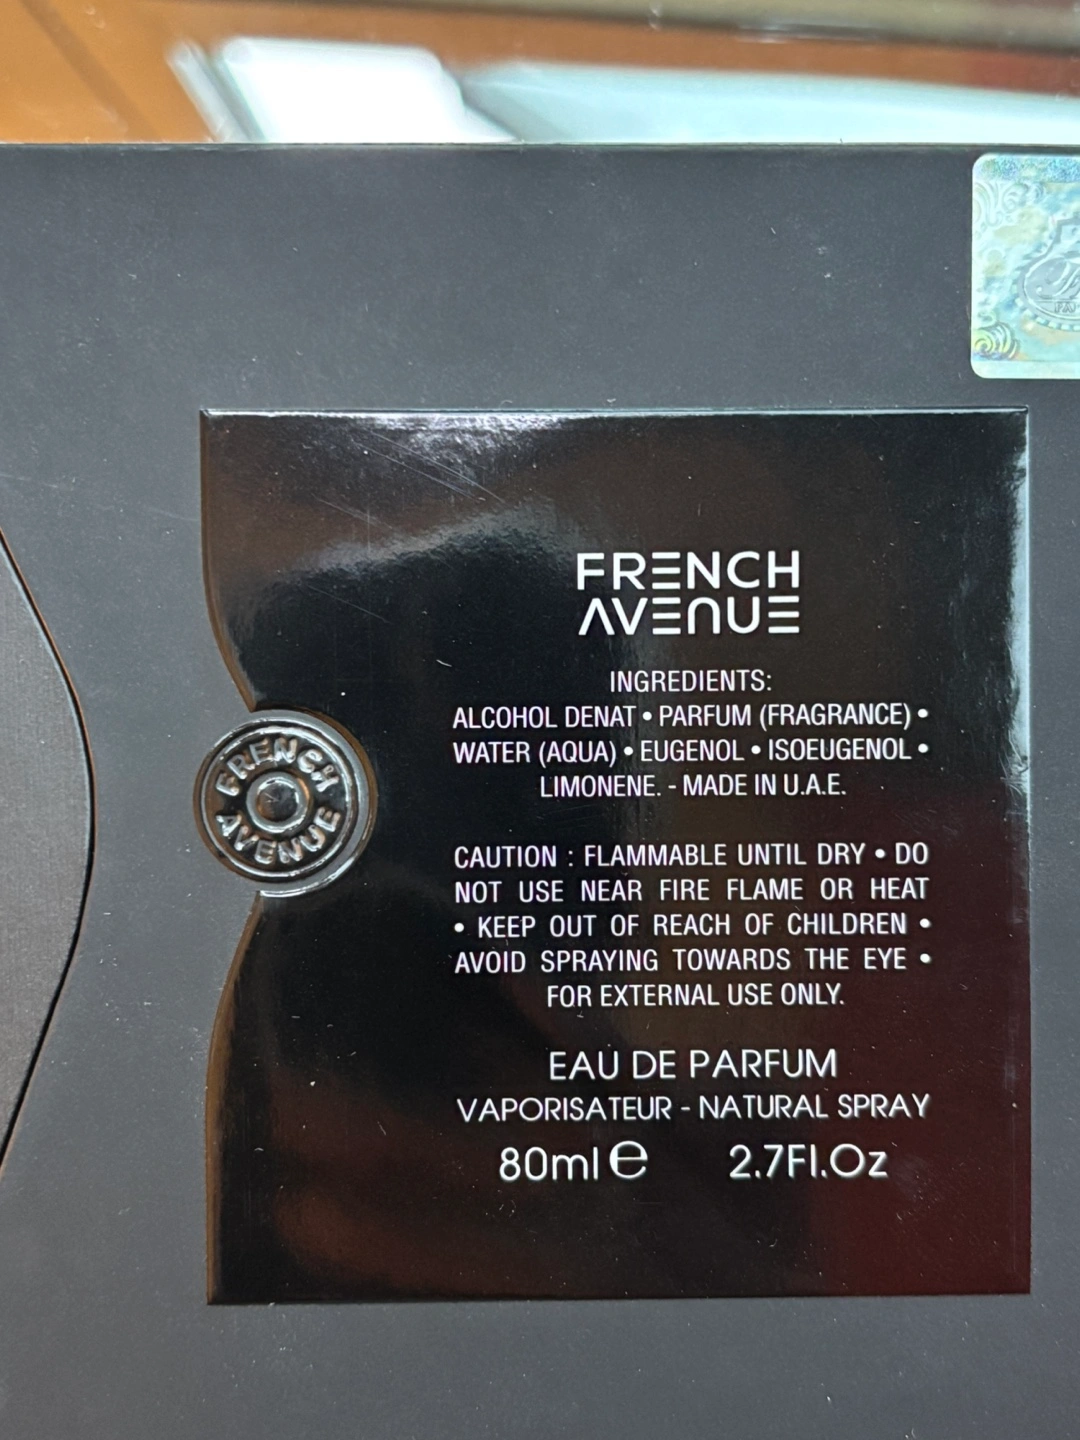 FRENCH
AVENUE
INGREDIENTS:
ALCOHOL DENAT • PARFUM (FRAGRANCE) •
WATER (AQUA) • EUGENOL • ISOEUGENOL •
LIMONENE. - MADE IN U.A.E.
FRENCH
AVENUE
CAUTION : FLAMMABLE UNTIL DRY • DO
NOT USE NEAR FIRE FLAME OR HEAT
• KEEP OUT OF REACH OF CHILDREN •
AVOID SPRAYING TOWARDS THE EYE •
FOR EXTERNAL USE ONLY.
EAU DE PARFUM
VAPORISATEUR - NATURAL SPRAY
80ml e 2.7Fl.Oz